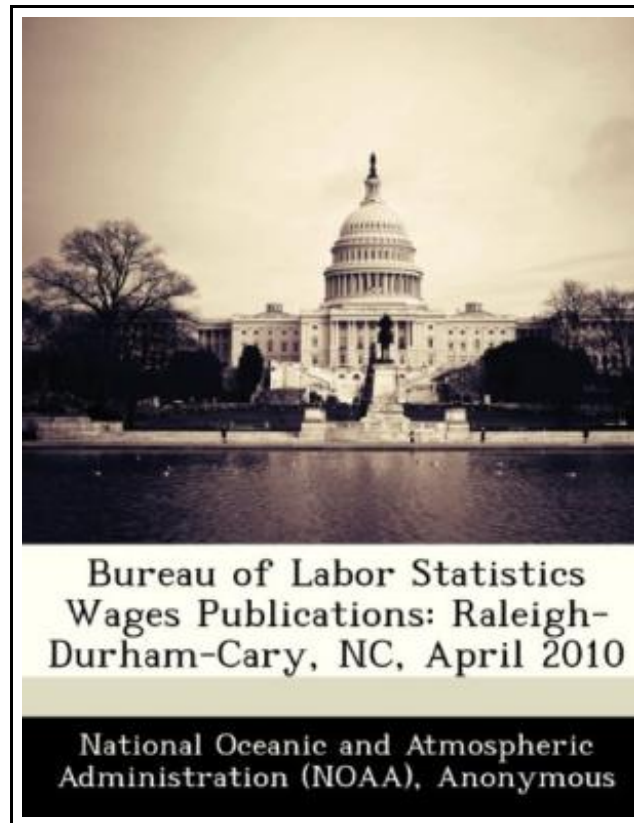 Bureau of Labor Statistics
Wages Publications: Raleigh-
Durham-Cary, NC, April 2010
National Oceanic and Atmospheric
Administration (NOAA), Anonymous